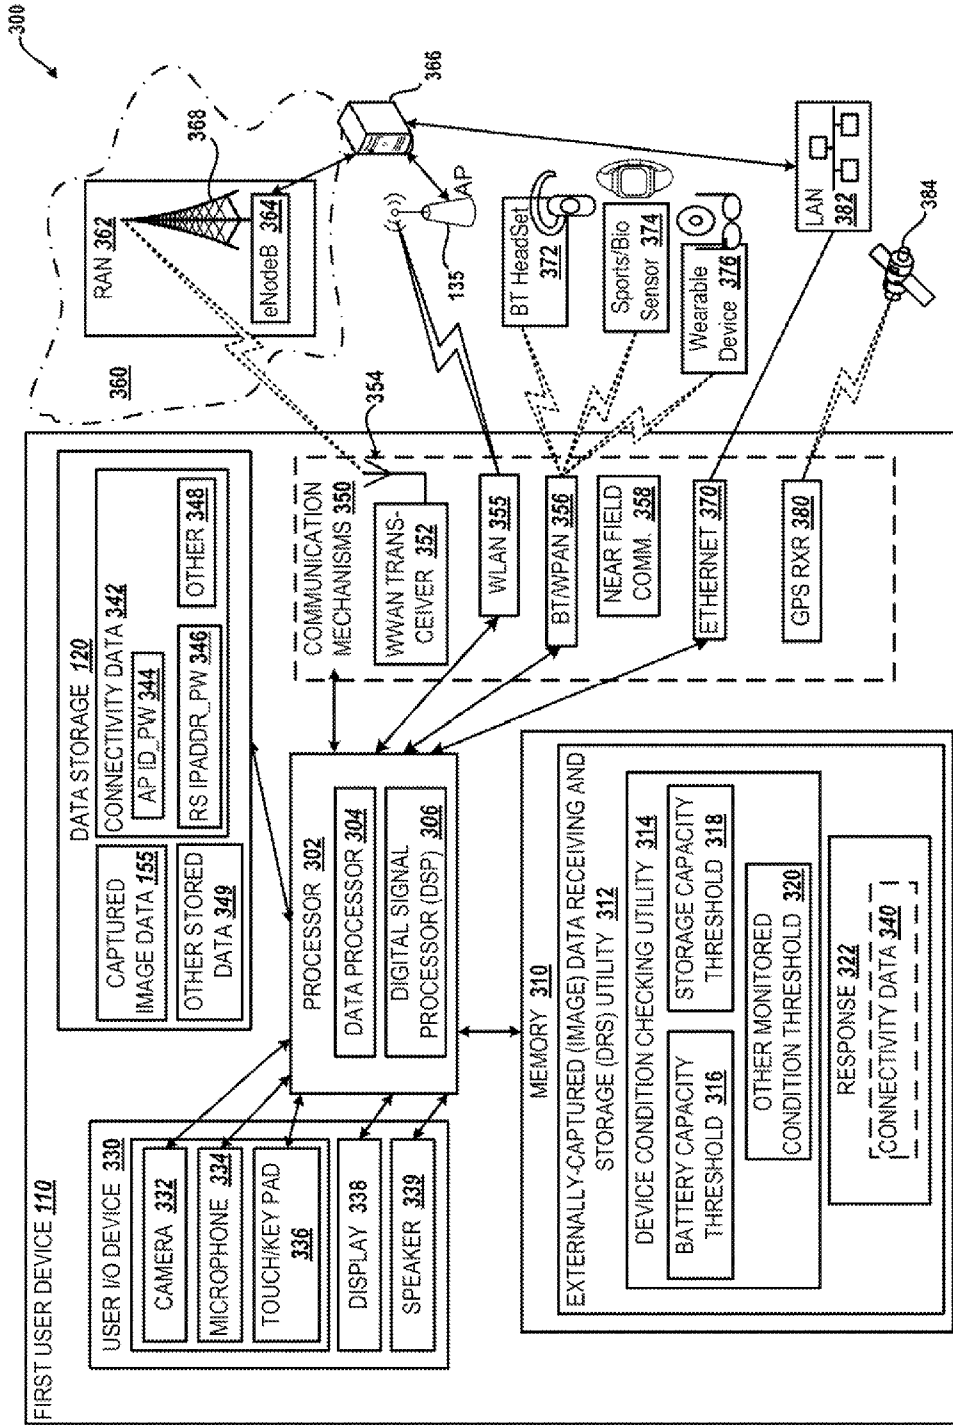 300
FIRST USER DEVICE 110
USER I/O DEVICE 330
CAMERA 332
MICROPHONE 334
TOUCH/KEY PAD
336
DISPLAY 338
SPEAKER 339
DATA STORAGE 120
CAPTURED
IMAGE DATA 155
OTHER STORED
DATA 349
CONNECTIVITY DATA 342
AP ID_PW 344
RS IPADDR_PW 346
OTHER 348
PROCESSOR 302
DATA PROCESSOR 304
DIGITAL SIGNAL
PROCESSOR (DSP) 306
MEMORY 310
EXTERNALLY-CAPTURED (IMAGE) DATA RECEIVING AND
STORAGE (DRS) UTILITY 312
DEVICE CONDITION CHECKING UTILITY 314
BATTERY CAPACITY
THRESHOLD 316
STORAGE CAPACITY
THRESHOLD 318
OTHER MONITORED
CONDITION THRESHOLD 320
RESPONSE 322
CONNECTIVITY DATA 340
COMMUNICATION
MECHANISMS 350
354
WWAN TRANS-
CEIVER 352
WLAN 355
BT/WPAN 356
NEAR FIELD
COMM. 358
ETHERNET 370
GPS RXR 380
360
RAN 362
eNodeB 364
368
366
AP
135
BT HeadSet
372
Sports/Bio
Sensor 374
Wearable
Device 376
LAN
382
384